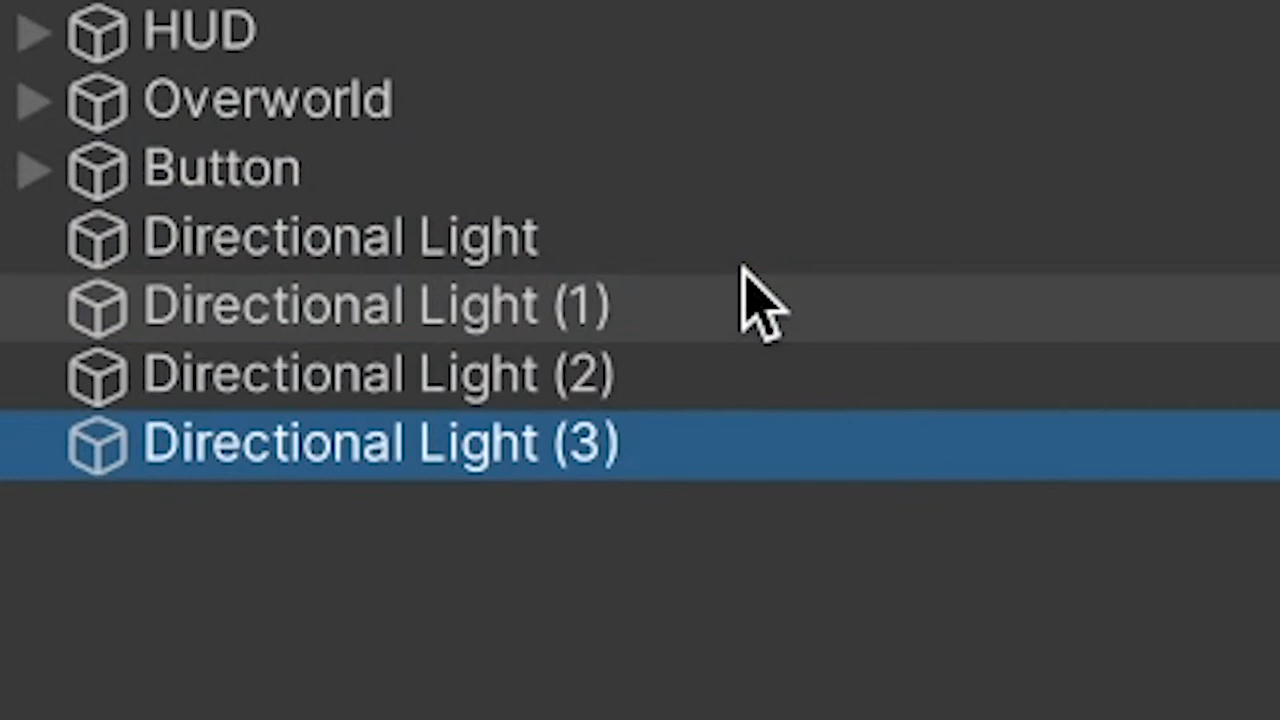 HUD
Overworld
Button
Directional Light
Directional Light (1)
Directional Light (2)
Directional Light (3)